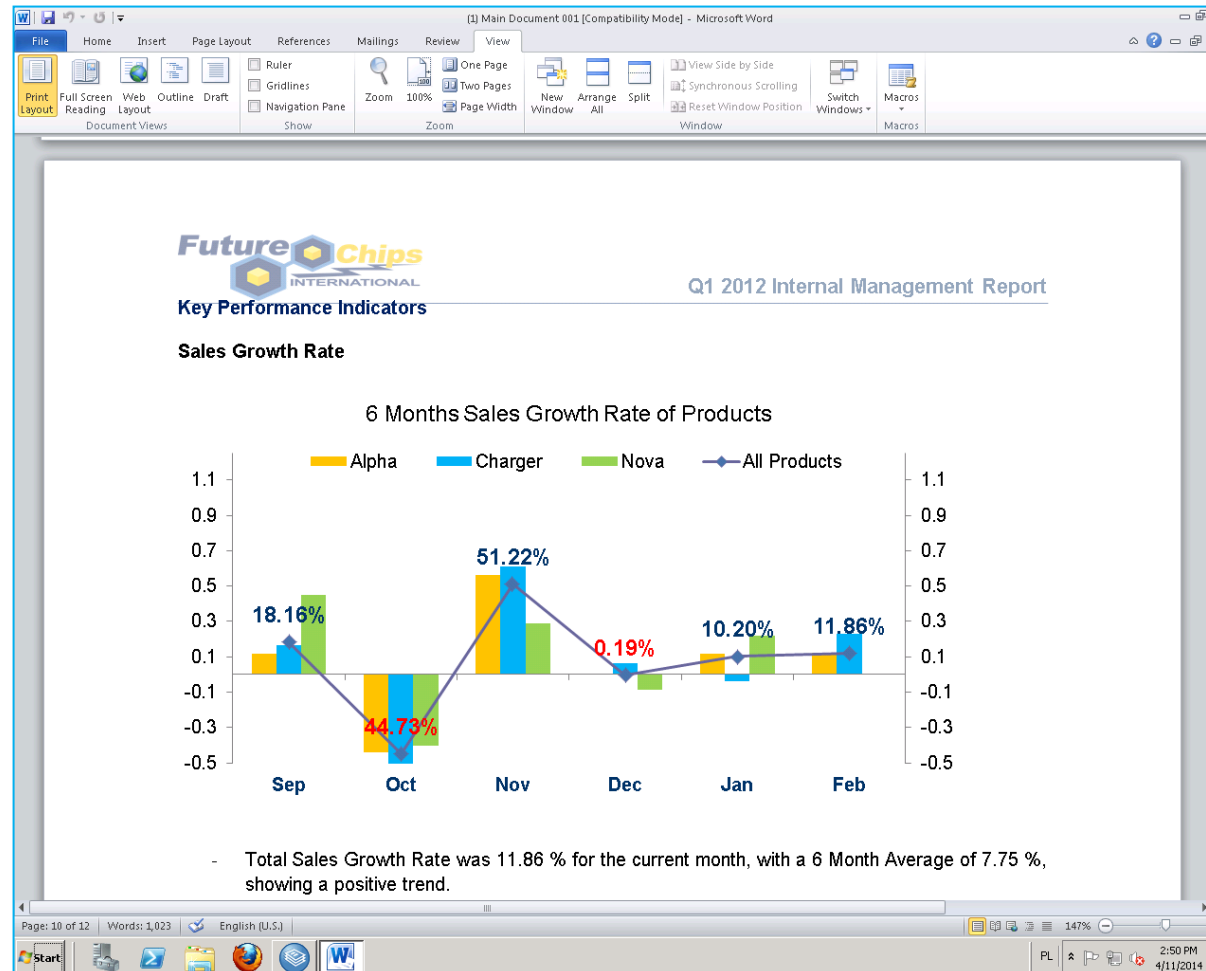 (1) Main Document 001 [Compatibility Mode] - Microsoft Word
File Home Insert Page Layout References Mailings Review View
Print Layout
Full Screen Reading
Web Layout
Outline
Draft
Document Views
Ruler
Gridlines
Navigation Pane
Show
Zoom
100%
One Page
Two Pages
Page Width
Zoom
New Window
Arrange All
Split
View Side by Side
Synchronous Scrolling
Reset Window Position
Window
Switch Windows
Macros
Macros
Future Chips
INTERNATIONAL
Q1 2012 Internal Management Report
Key Performance Indicators
Sales Growth Rate
6 Months Sales Growth Rate of Products
Alpha Charger Nova All Products
1.1 1.1
0.9 0.9
0.7 0.7
51.22%
0.5 0.5
18.16% 0.3 10.20% 11.86% 0.3
0.19%
0.1 0.1
-0.1 -0.1
-0.3 44.73% -0.3
-0.5 -0.5
Sep Oct Nov Dec Jan Feb
- Total Sales Growth Rate was 11.86 % for the current month, with a 6 Month Average of 7.75 %,
showing a positive trend.
Page: 10 of 12 Words: 1,023 English (U.S.) 147%
Start PL 2:50 PM
4/11/2014